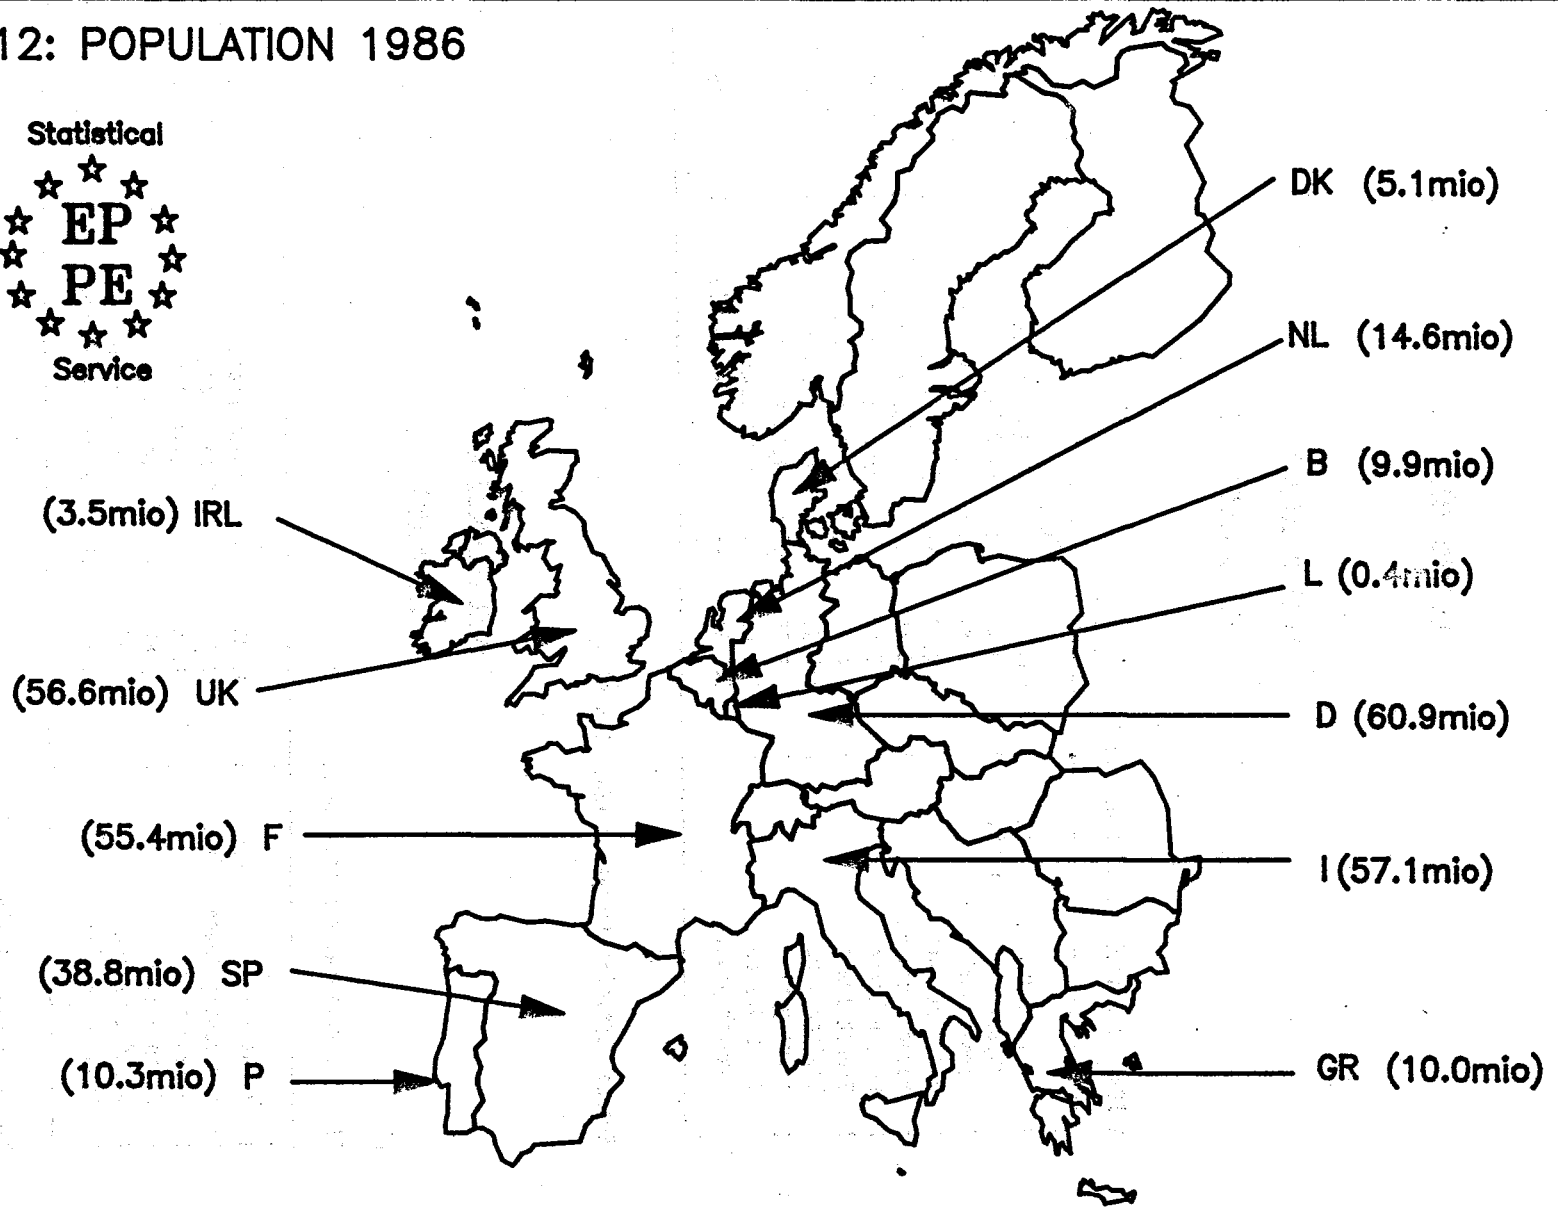 12: POPULATION 1986
Statistical
EP
PE
Service
DK (5.1mio)
NL (14.6mio)
B (9.9mio)
L (0.4mio)
D (60.9mio)
I (57.1mio)
GR (10.0mio)
(3.5mio) IRL
(56.6mio) UK
(55.4mio) F
(38.8mio) SP
(10.3mio) P